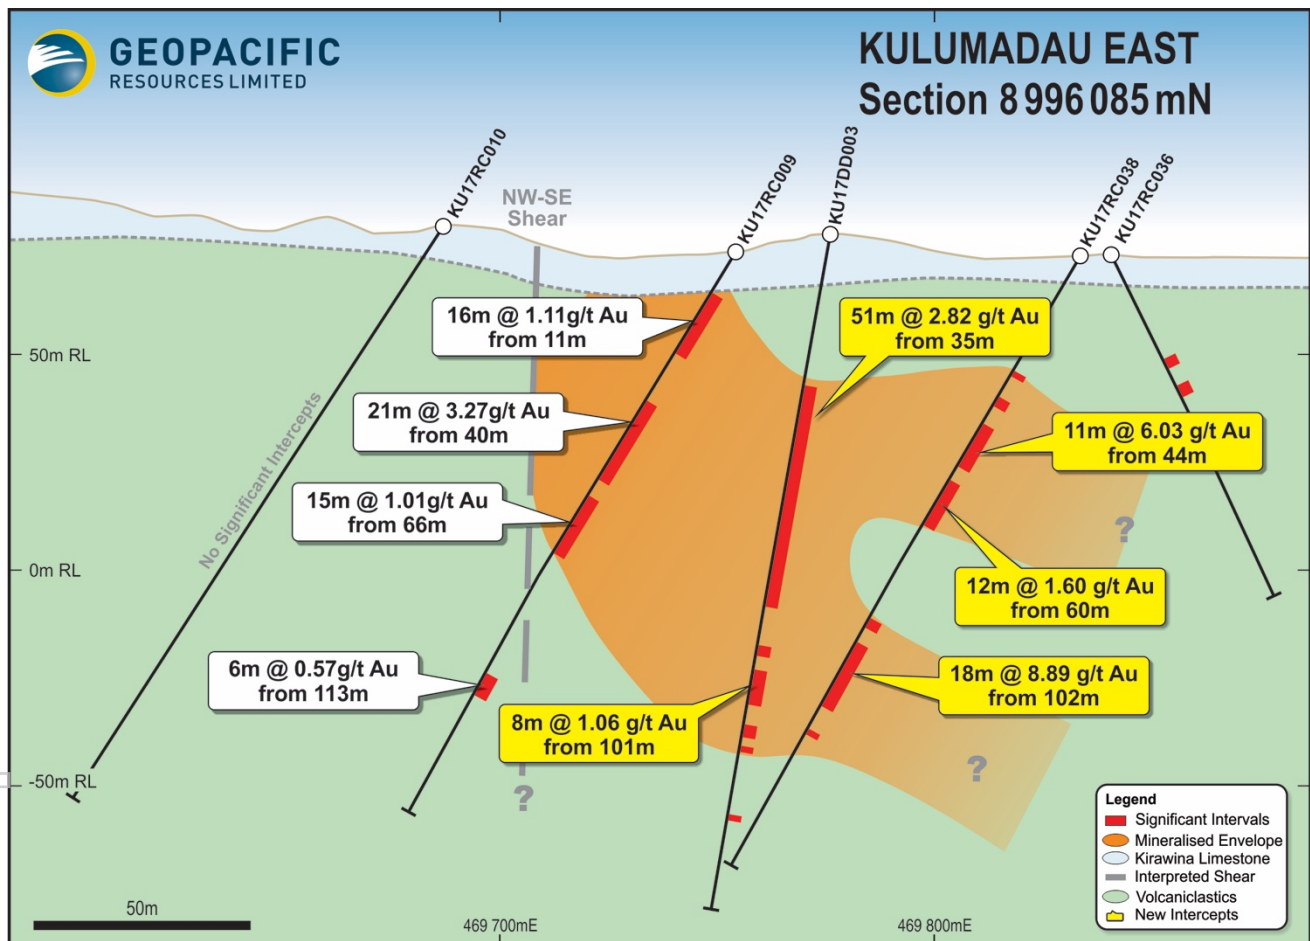 GEOPACIFIC
RESOURCES LIMITED
KULUMADAU EAST
Section 8 996 085 mN
KU17RC010
NW-SE
Shear
KU17RC009
KU17DD003
KU17RC038
KU17RC036
16m @ 1.11g/t Au
from 11m
51m @ 2.82 g/t Au
from 35m
50m RL
21m @ 3.27g/t Au
from 40m
11m @ 6.03 g/t Au
from 44m
No Significant Intercepts
15m @ 1.01g/t Au
from 66m
?
0m RL
12m @ 1.60 g/t Au
from 60m
6m @ 0.57g/t Au
from 113m
18m @ 8.89 g/t Au
from 102m
8m @ 1.06 g/t Au
from 101m
?
-50m RL
?
Legend
Significant Intervals
Mineralised Envelope
Kirawina Limestone
Interpreted Shear
Volcaniclastics
New Intercepts
50m
469 700mE
469 800mE